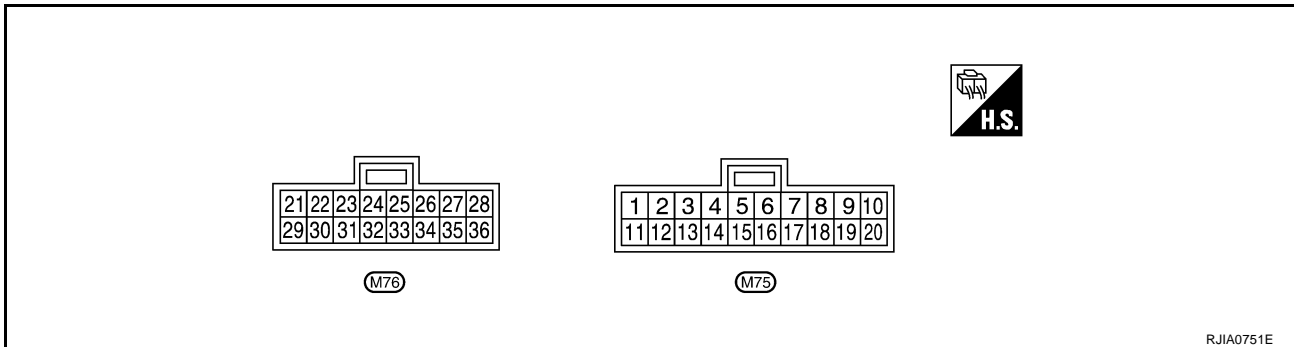 H.S.
21 22 23 24 25 26 27 28
29 30 31 32 33 34 35 36
M76
1 2 3 4 5 6 7 8 9 10
11 12 13 14 15 16 17 18 19 20
M75
RJIA0751E